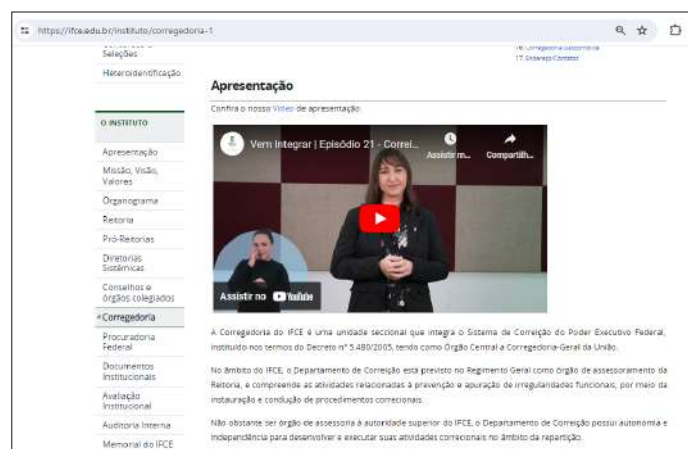 https://ifce.edu.br/instituto/corregedoria-1
Seleções
Heteroidentificação
17. Endereço/Contatos
Apresentação
Confira o nosso Vídeo de apresentação:
O INSTITUTO
Vem Integrar | Episódio 21 - Correi...
Assistir m...
Compartilh...
Assistir no YouTube
Apresentação
Missão, Visão,
Valores
Organograma
Reitoria
Pró-Reitorias
Diretorias
Sistêmicas
Conselhos e
órgãos colegiados
Corregedoria
Procuradoria
Federal
Documentos
Institucionais
Avaliação
Institucional
Auditoria Interna
Memorial do IFCE
A Corregedoria do IFCE é uma unidade seccional que integra o Sistema de Correição do Poder Executivo Federal,
instituído nos termos do Decreto n° 5.480/2005, tendo como Órgão Central a Corregedoria-Geral da União.
No âmbito do IFCE, o Departamento de Correição está previsto no Regimento Geral como órgão de assessoramento da
Reitoria, e compreende as atividades relacionadas à prevenção e apuração de irregularidades funcionais, por meio da
instauração e condução de procedimentos correcionais.
Não obstante ser órgão de assessoria à autoridade superior do IFCE, o Departamento de Correição possui autonomia e
independência para desenvolver e executar suas atividades correcionais no âmbito da repartição.